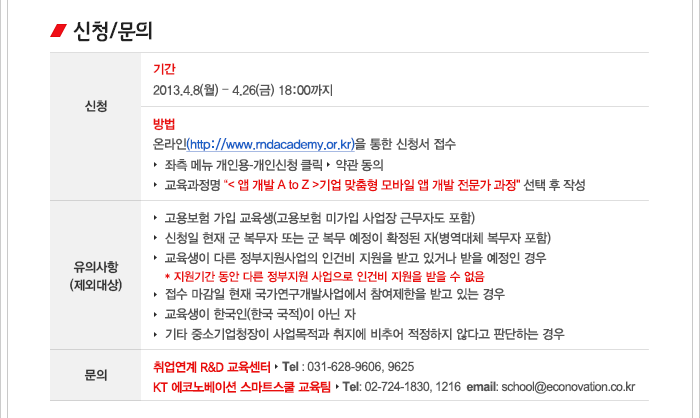 신청/문의
신청
기간
2013.4.8(월) - 4.26(금) 18:00까지
방법
온라인(http://www.rndacademy.or.kr)을 통한 신청서 접수
좌측 메뉴 개인용-개인신청 클릭 약관 동의
교육과정명 "< 앱 개발 A to Z >기업 맞춤형 모바일 앱 개발 전문가 과정" 선택 후 작성
유의사항
(제외대상)
고용보험 가입 교육생(고용보험 미가입 사업장 근무자도 포함)
신청일 현재 군 복무자 또는 군 복무 예정이 확정된 자(병역대체 복무자 포함)
교육생이 다른 정부지원사업의 인건비 지원을 받고 있거나 받을 예정인 경우
* 지원기간 동안 다른 정부지원 사업으로 인건비 지원을 받을 수 없음
접수 마감일 현재 국가연구개발사업에서 참여제한을 받고 있는 경우
교육생이 한국인(한국 국적)이 아닌 자
기타 중소기업청장이 사업목적과 취지에 비추어 적정하지 않다고 판단하는 경우
문의
취업연계 R&D 교육센터 Tel : 031-628-9606, 9625
KT 에코노베이션 스마트스쿨 교육팀 Tel: 02-724-1830, 1216 email: school@econovation.co.kr